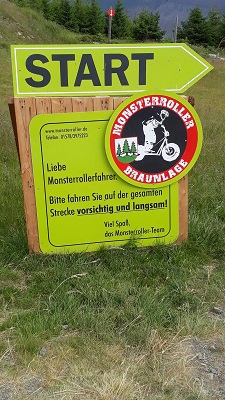 START
www.monsterroller.de
Telefon : 01578/0975223
MONSTERROLLER
BRAUNLAGE
Liebe
Monsterrollerfahrer,
Bitte fahren Sie auf der gesamten
Strecke vorsichtig und langsam!
Viel Spaß,
das Monsterroller-Team